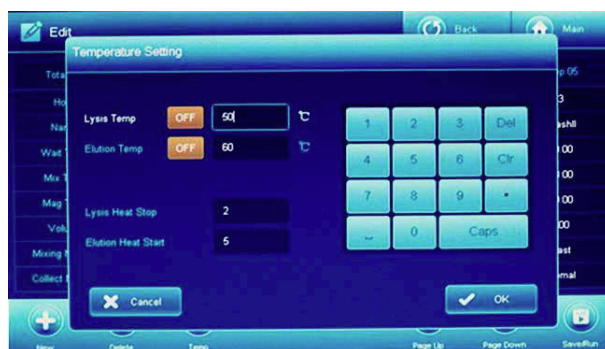 Edit
Back
Main
Temperature Setting
Tota
p 05
Lysis Temp OFF 50 ℃
Elution Temp OFF 60 ℃
Lysis Heat Stop 2
Elution Heat Start 5
1 2 3 Del
4 5 6 Clr
7 8 9 •
0 Caps
Ho
3
Nar
shII
Wait
00
Mix T
00
Mag
00
Volu
00
Mixing
ast
Collect
mal
Cancel
OK
New
Delete
Temp
Page Up
Page Down
Save/Run